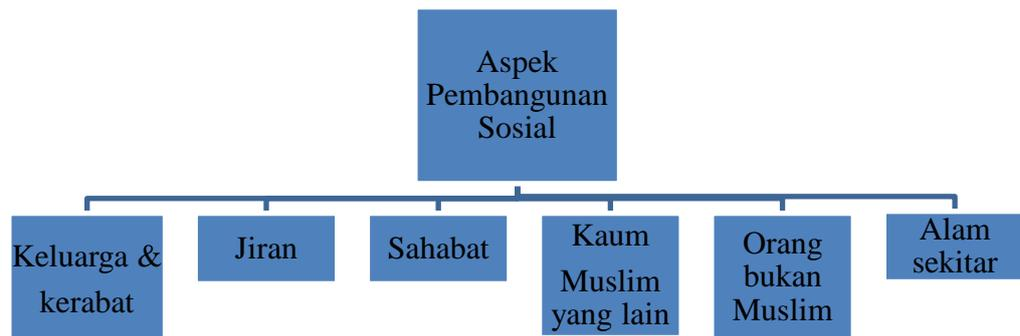 Aspek
Pembangunan
Sosial
Keluarga &
kerabat
Jiran
Sahabat
Kaum
Muslim
yang lain
Orang
bukan
Muslim
Alam
sekitar